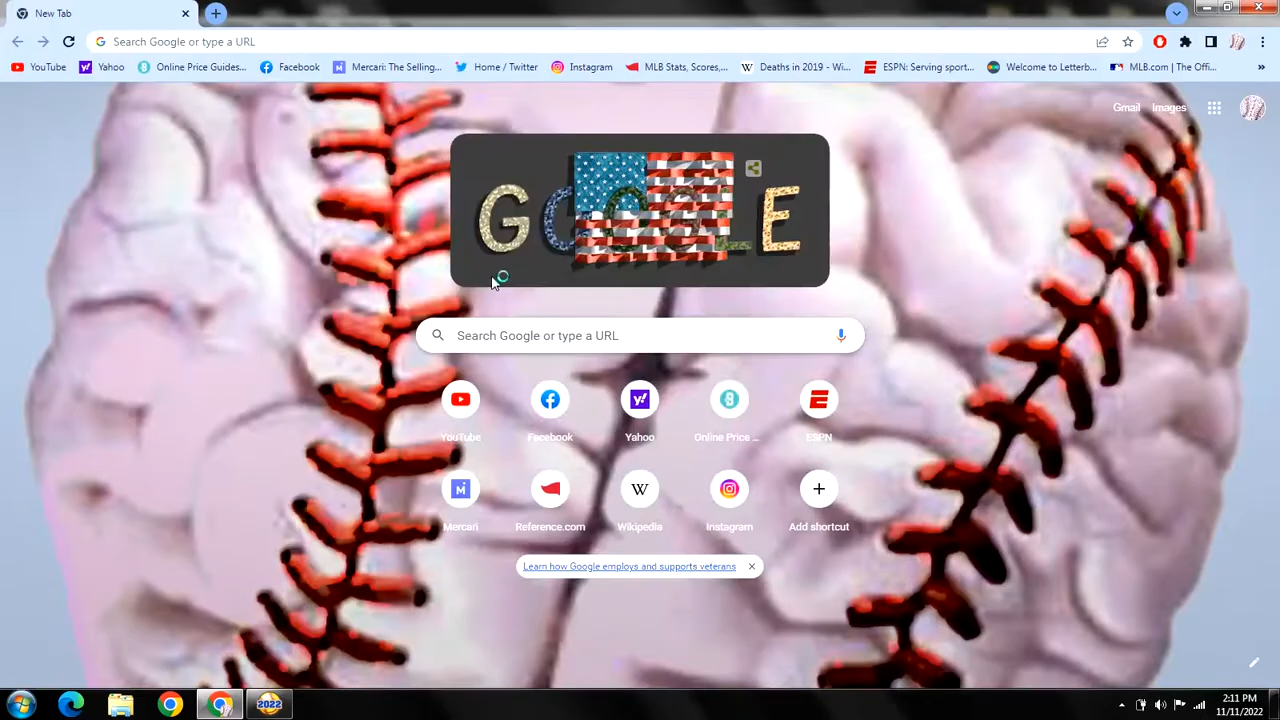 New Tab
Search Google or type a URL
YouTube Yahoo Online Price Guides... Facebook Mercari: The Selling... Home / Twitter Instagram MLB Stats, Scores,... Death in 2019 - Wi... ESPN: Serving sport... Welcome to Letterb... MLB.com | The Offi... »
Gmail Images
GOOGLE
Search Google or type a URL
YouTube Facebook Yahoo Online Price ... ESPN
Mercari Reference.com Wikipedia Instagram Add shortcut
Learn how Google employs and supports veterans
2022
2:11 PM
11/11/2022